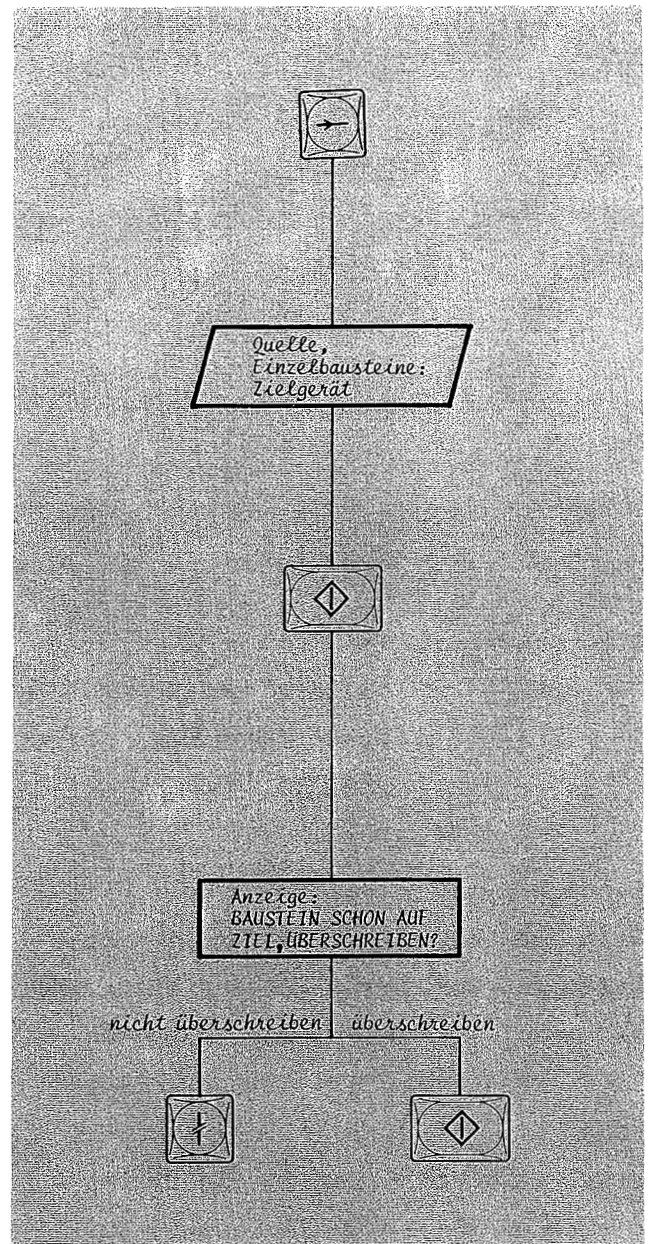 Quelle,
Einzelbausteine:
Zielgerät
Anzeige:
BAUSTEIN SCHON AUF
ZIEL,ÜBERSCHREIBEN?
nicht überschreiben
überschreiben